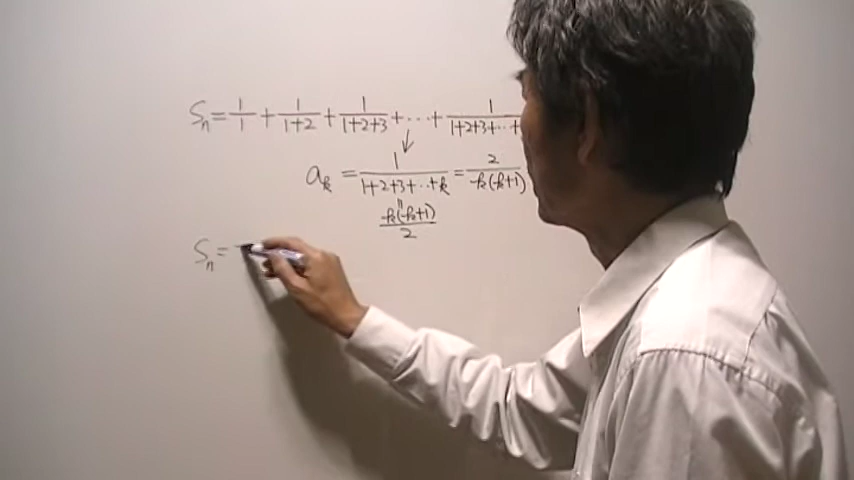 Sn = 1/1 + 1/(1+2) + 1/(1+2+3) + ... + 1/(1+2+3+...+
ak = 1/(1+2+3+...+k) = 2/(k(k+1))
"
k(k+1)/2
Sn =